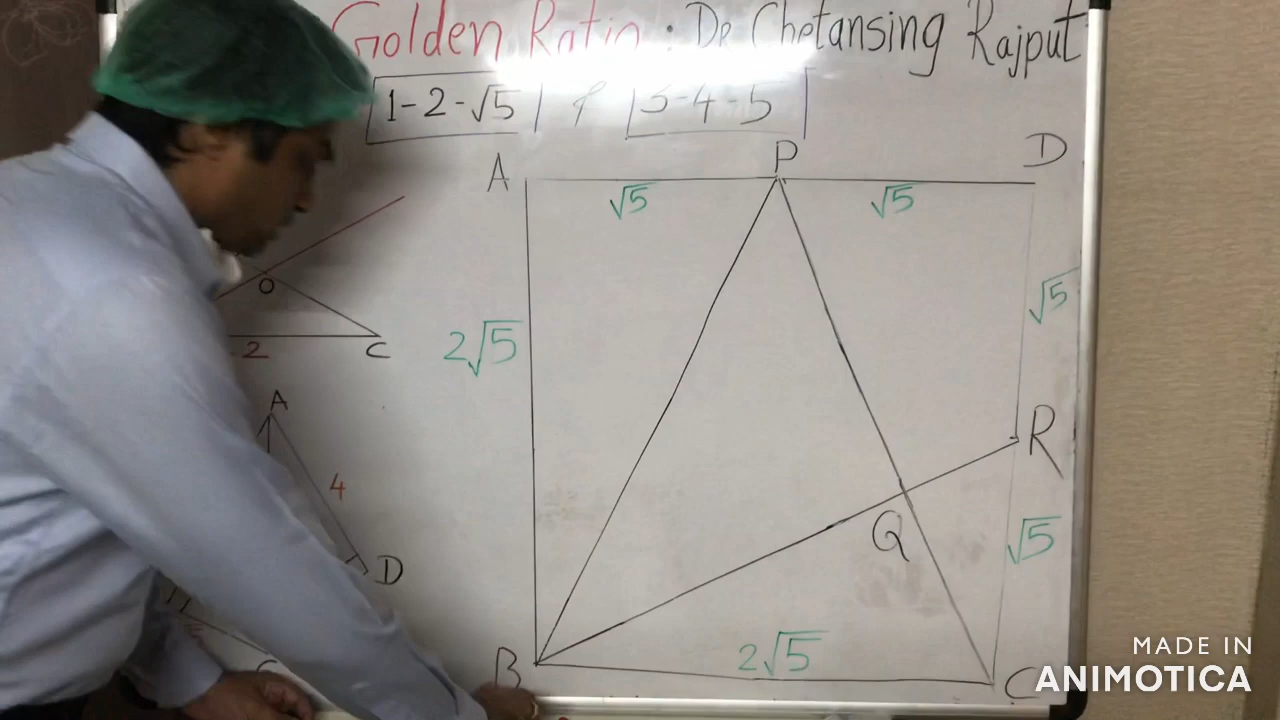 Golden Ratio : Dr Chetansing Rajput
1-2-√5 & 3-4-5
A P D
√5 √5
√5
O
2√5
2 C
A
R
4
Q √5
D
2√5
B C
MADE IN
ANIMOTICA